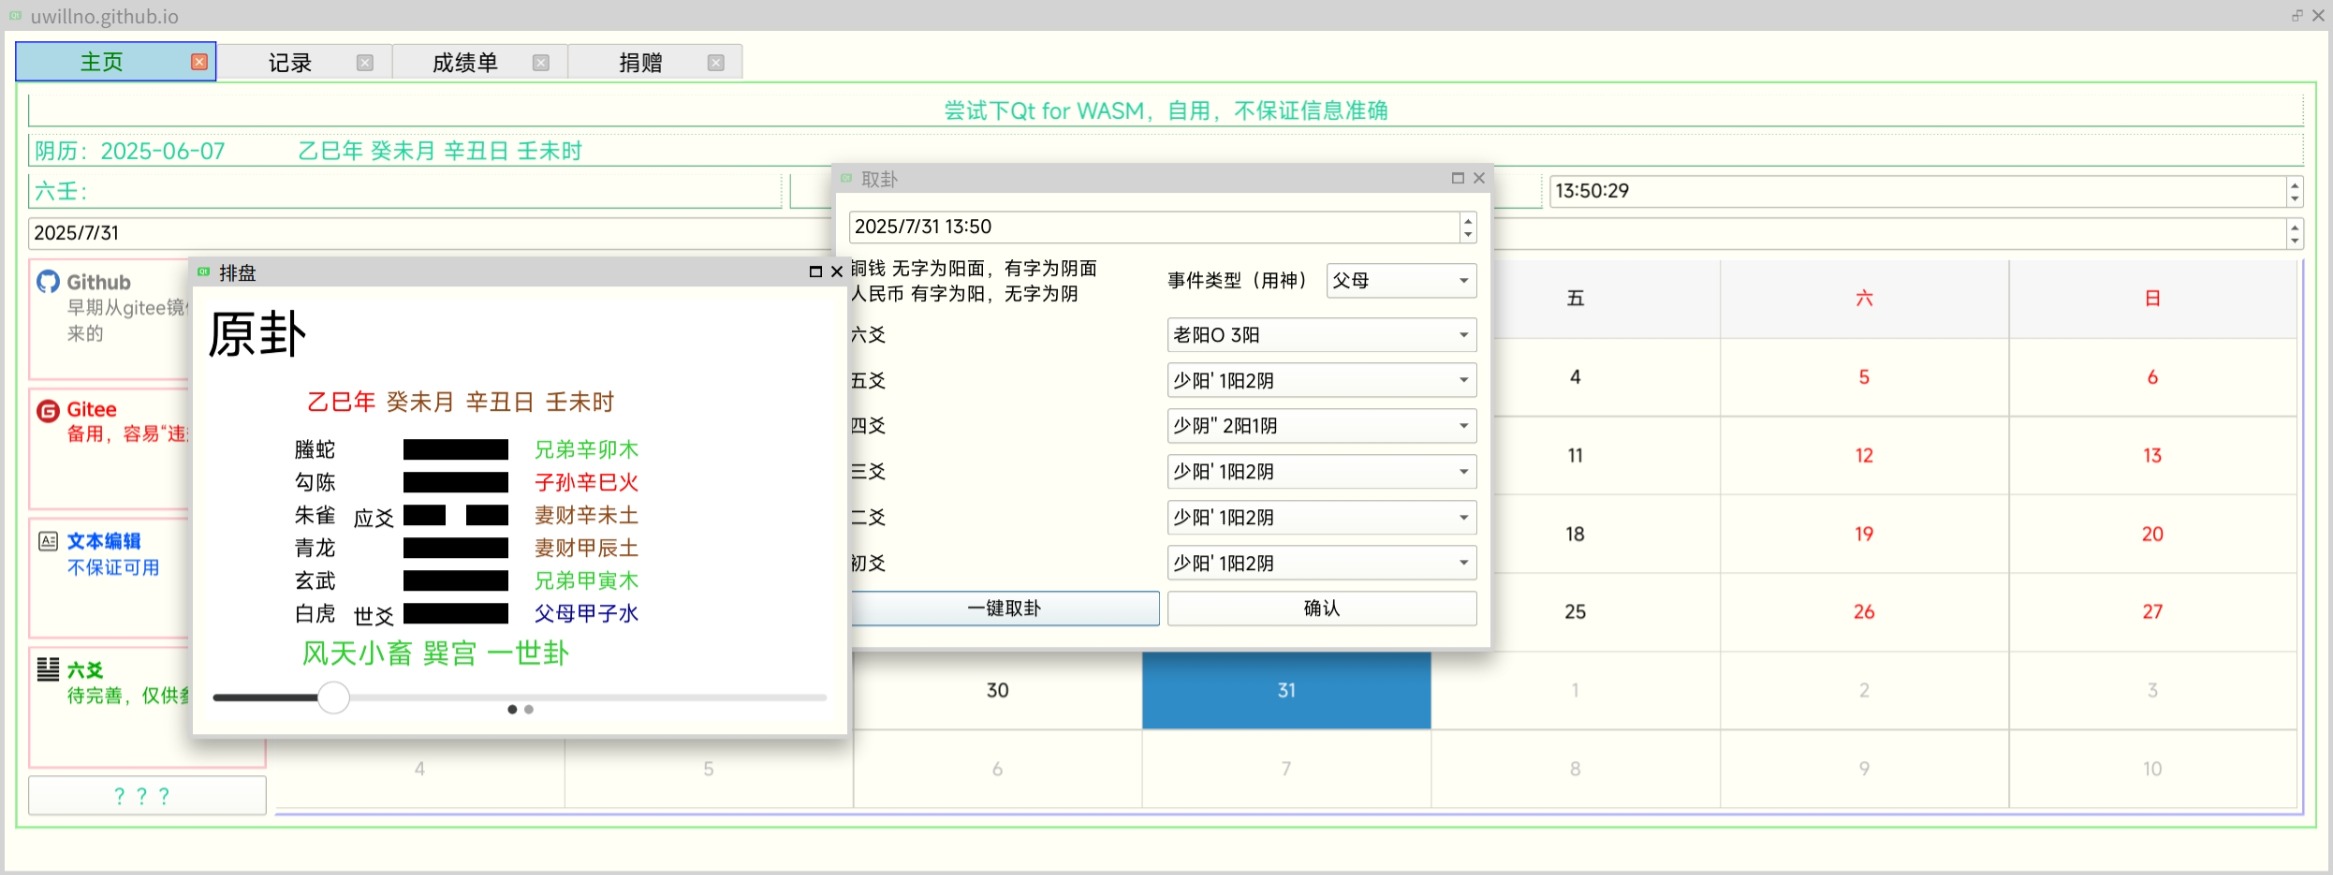 uwillno.github.io
主页
记录
成绩单
捐赠
尝试下Qt for WASM，自用，不保证信息准确
阴历：2025-06-07 乙巳年 癸未月 辛丑日 壬未时
六壬：
13:50:29
2025/7/31
Github
早期从gitee镜
来的
Gitee
备用，容易“违
文本编辑
不保证可用
六爻
待完善，仅供
？？？
取卦
2025/7/31 13:50
铜钱 无字为阳面，有字为阴面
人民币 有字为阳，无字为阴
事件类型（用神） 父母
六爻 老阳O 3阳
五爻 少阳' 1阳2阴
四爻 少阴" 2阳1阴
三爻 少阳' 1阳2阴
二爻 少阳' 1阳2阴
初爻 少阳' 1阳2阴
一键取卦 确认
排盘
原卦
乙巳年 癸未月 辛丑日 壬未时
螣蛇 兄弟辛卯木
勾陈 子孙辛巳火
朱雀 应爻 妻财辛未土
青龙 妻财甲辰土
玄武 兄弟甲寅木
白虎 世爻 父母甲子水
风天小畜 巽宫 一世卦
五 六 日
4 5 6
11 12 13
18 19 20
25 26 27
30 31 1 2 3
4 5 6 7 8 9 10